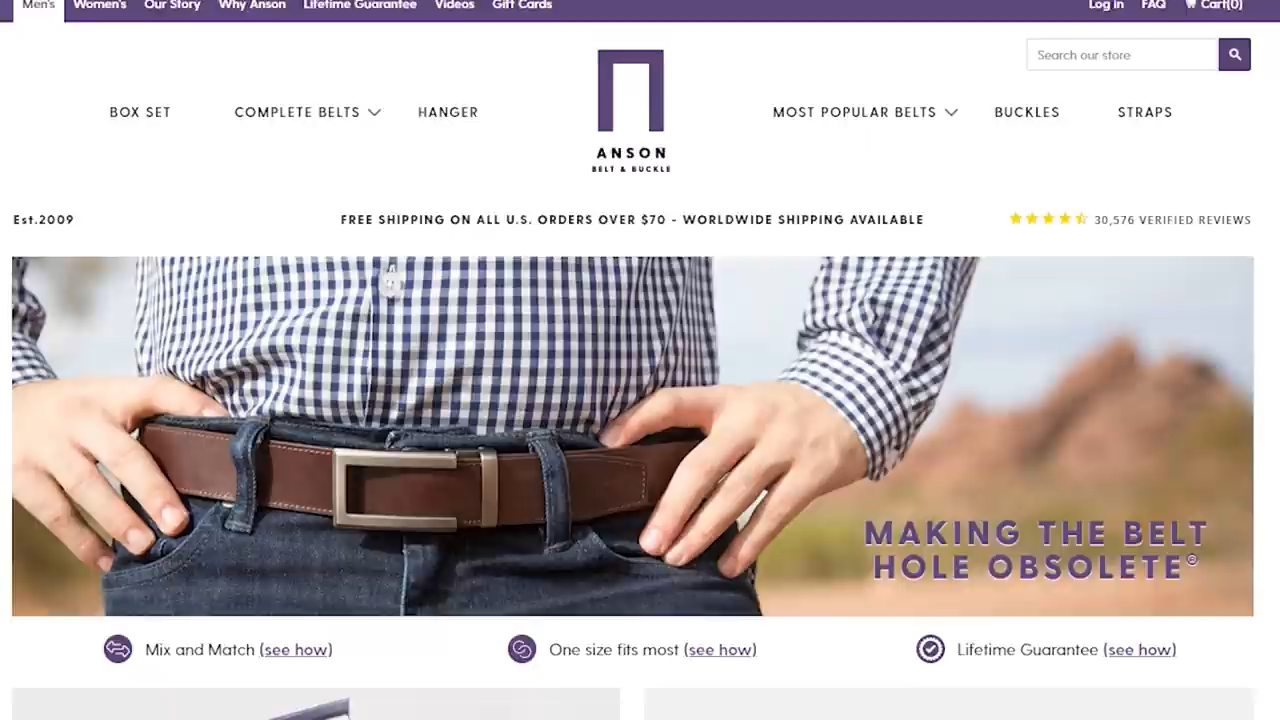 Men's Women's Our Story Why Anson Lifetime Guarantee Videos Gift Cards Log in FAQ Cart(0)
Search our store
BOX SET COMPLETE BELTS HANGER MOST POPULAR BELTS BUCKLES STRAPS
ANSON
BELT & BUCKLE
Est.2009 FREE SHIPPING ON ALL U.S. ORDERS OVER $70 - WORLDWIDE SHIPPING AVAILABLE 30,576 VERIFIED REVIEWS
MAKING THE BELT
HOLE OBSOLETE®
Mix and Match (see how) One size fits most (see how) Lifetime Guarantee (see how)